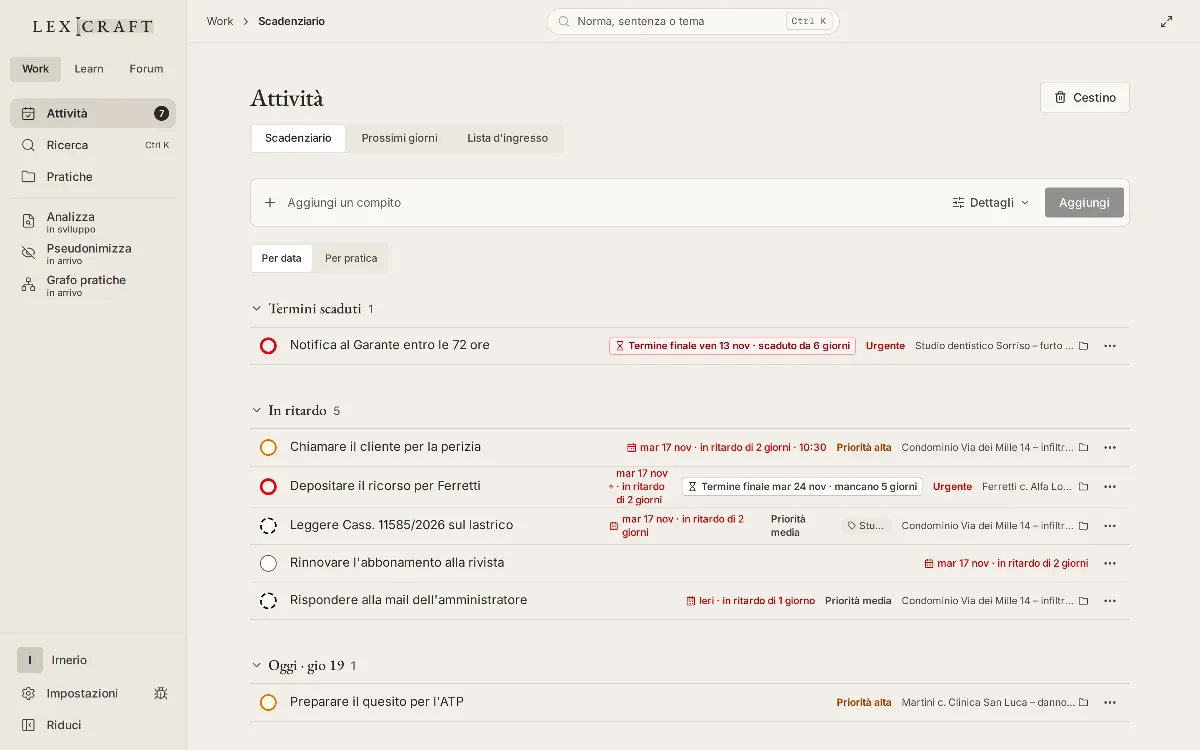 LEXICRAFT
Work > Scadenziario
Norma, sentenza o tema Ctrl K
Work Learn Forum
Attività 7
Ricerca Ctrl K
Pratiche
Analizza
in sviluppo
Pseudonimizza
in arrivo
Grafo pratiche
in arrivo
I Irnerio
Impostazioni
Riduci
Attività
Cestino
Scadenziario Prossimi giorni Lista d'ingresso
+ Aggiungi un compito Dettagli Aggiungi
Per data Per pratica
Termini scaduti 1
Notifica al Garante entro le 72 ore Termine finale ven 13 nov · scaduto da 6 giorni Urgente Studio dentistico Sorriso – furto ... ...
In ritardo 5
Chiamare il cliente per la perizia mar 17 nov · in ritardo di 2 giorni · 10:30 Priorità alta Condominio Via dei Mille 14 – infiltr... ...
Depositare il ricorso per Ferretti mar 17 nov · in ritardo di 2 giorni Termine finale mar 24 nov · mancano 5 giorni Urgente Ferretti c. Alfa Lo... ...
Leggere Cass. 11585/2026 sul lastrico mar 17 nov · in ritardo di 2 giorni Priorità media Stu... Condominio Via dei Mille 14 – infiltr... ...
Rinnovare l'abbonamento alla rivista mar 17 nov · in ritardo di 2 giorni ...
Rispondere alla mail dell'amministratore Ieri · in ritardo di 1 giorno Priorità media Condominio Via dei Mille 14 – infiltr... ...
Oggi · gio 19 1
Preparare il quesito per l'ATP Priorità alta Martini c. Clinica San Luca – danno... ...